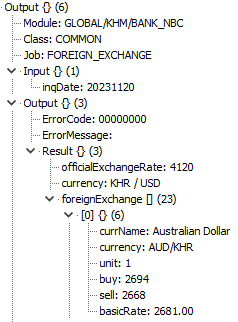 Output {} (6)
Module: GLOBAL/KHM/BANK_NBC
Class: COMMON
Job: FOREIGN_EXCHANGE
Input {} (1)
inqDate: 20231120
Output {} (3)
ErrorCode: 00000000
ErrorMessage:
Result {} (3)
officialExchangeRate: 4120
currency: KHR / USD
foreignExchange [] (23)
[0] {} (6)
currName: Australian Dollar
currency: AUD/KHR
unit: 1
buy: 2694
sell: 2668
basicRate: 2681.00